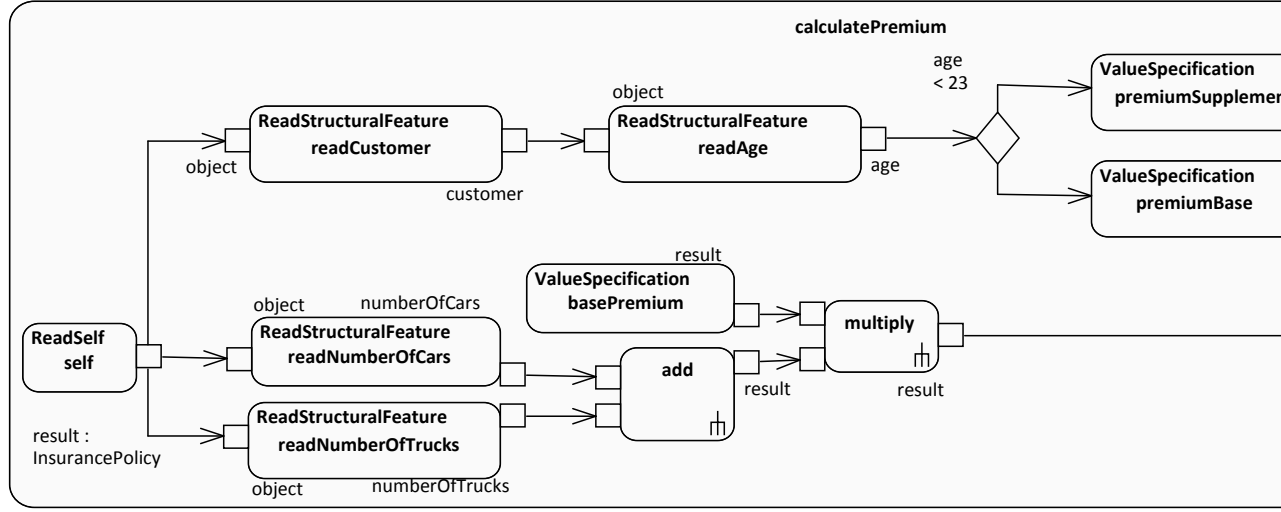 calculatePremium
age
< 23
ValueSpecification
premiumSupplemen
object
ReadStructuralFeature
readCustomer
ReadStructuralFeature
readAge
object
customer
age
ValueSpecification
premiumBase
result
ValueSpecification
basePremium
object
numberOfCars
ReadStructuralFeature
readNumberOfCars
multiply
ReadSelf
self
add
result
result
ReadStructuralFeature
readNumberOfTrucks
result :
InsurancePolicy
object
numberOfTrucks